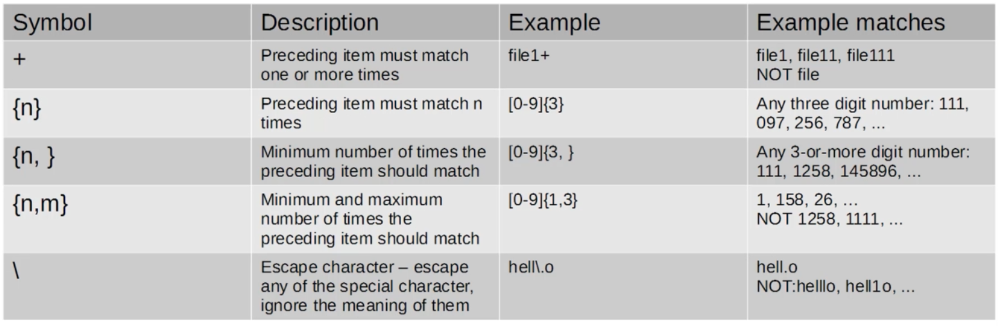 Symbol Description Example Example matches
+ Preceding item must match file1+ file1, file11, file111
one or more times NOT file
{n} Preceding item must match n [0-9]{3} Any three digit number: 111,
times 097, 256, 787, ...
{n, } Minimum number of times the [0-9]{3, } Any 3-or-more digit number:
preceding item should match 111, 1258, 145896, ...
{n,m} Minimum and maximum [0-9]{1,3} 1, 158, 26, ...
number of times the NOT 1258, 1111, ...
preceding item should match
\ Escape character – escape hell\.o hell.o
any of the special character, NOT:helllo, hell1o, ...
ignore the meaning of them